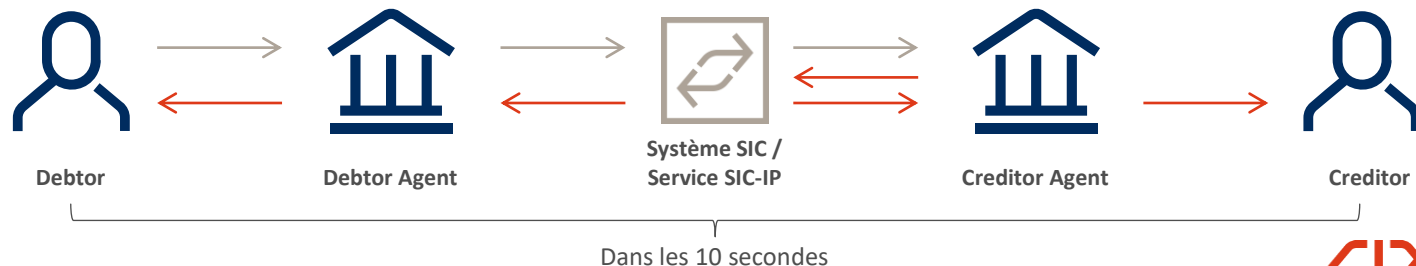 Système SIC /
Service SIC-IP
Debtor
Debtor Agent
Creditor Agent
Creditor
Dans les 10 secondes